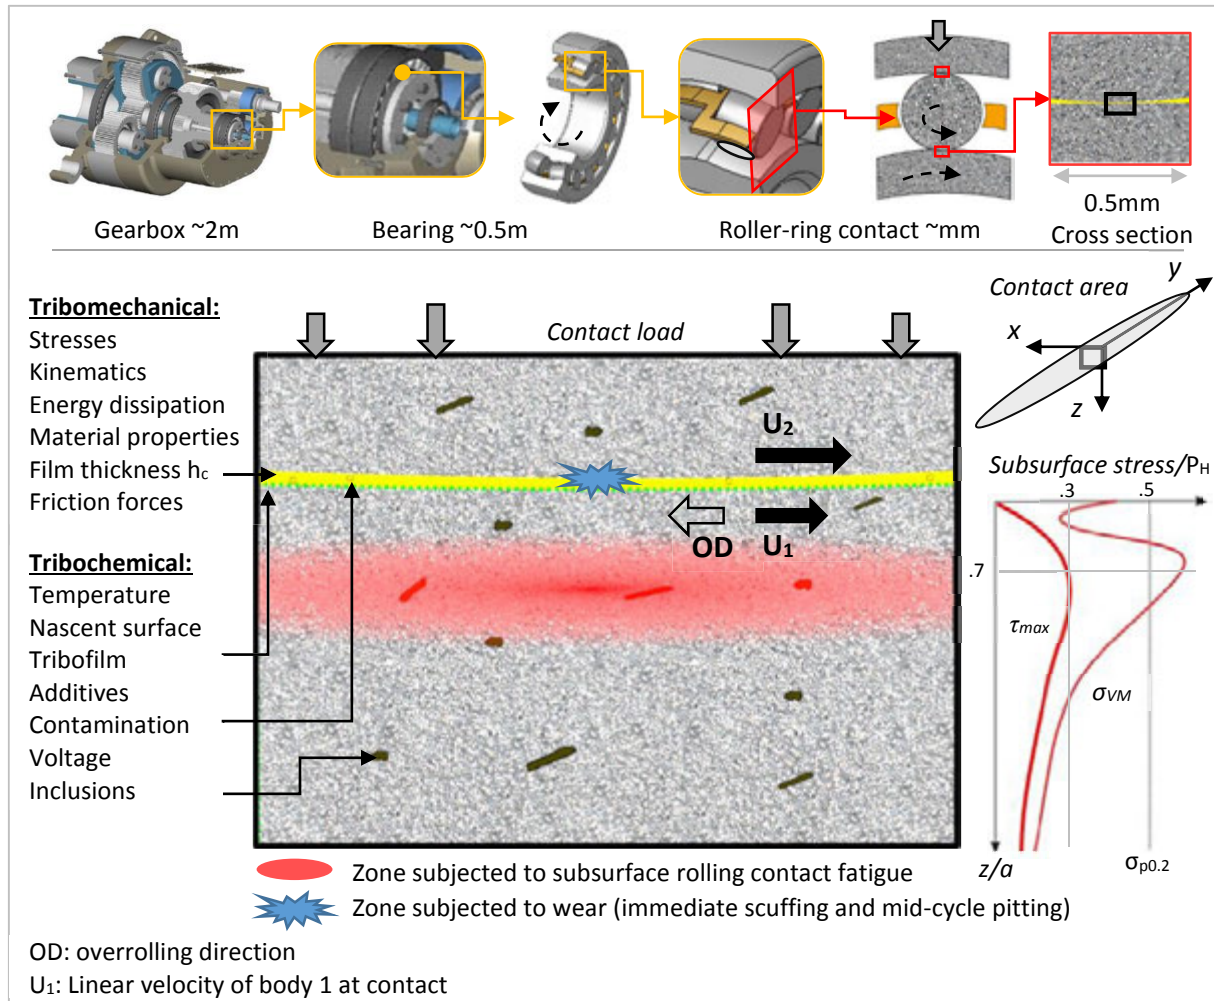 Gearbox ~2m
Bearing ~0.5m
Roller-ring contact ~mm
0.5mm
Cross section
Tribomechanical:
Stresses
Kinematics
Energy dissipation
Material properties
Film thickness hc
Friction forces
Tribochemical:
Temperature
Nascent surface
Tribofilm
Additives
Contamination
Voltage
Inclusions
Contact load
U2
OD
U1
Contact area
y
x
z
Subsurface stress/PH
.3
.5
.7
τmax
σVM
z/a
σp0.2
Zone subjected to subsurface rolling contact fatigue
Zone subjected to wear (immediate scuffing and mid-cycle pitting)
OD: overrolling direction
U1: Linear velocity of body 1 at contact